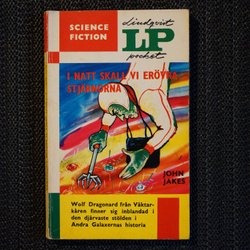 SCIENCE
FICTION
Lindqvist
LP
pocket
I NATT SKALL VI ERÖVRA
STJÄRNORNA
JOHN
JAKES
Wolf Dragonard från Väktar-
kåren finner sig inblandad i
den djärvaste stölden i
Andra Galaxernas historia